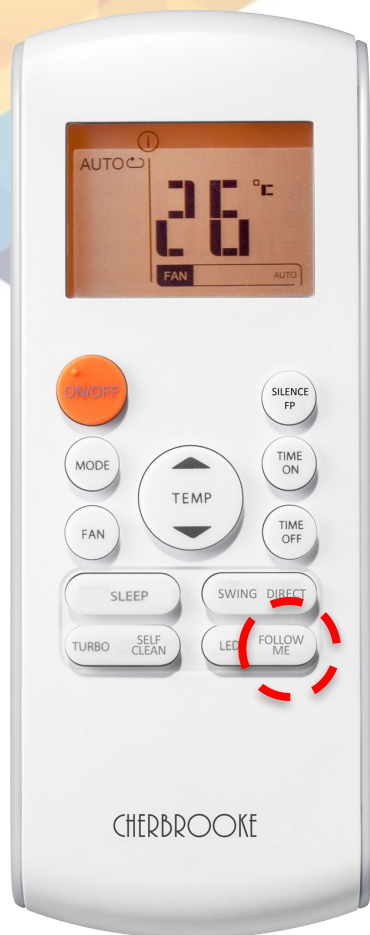 AUTO
26°c
FAN AUTO
ON/OFF
SILENCE
FP
MODE
TIME
ON
TEMP
FAN
TIME
OFF
SLEEP
SWING DIRECT
TURBO
SELF
CLEAN
LED
FOLLOW
ME
CHERBROOKE